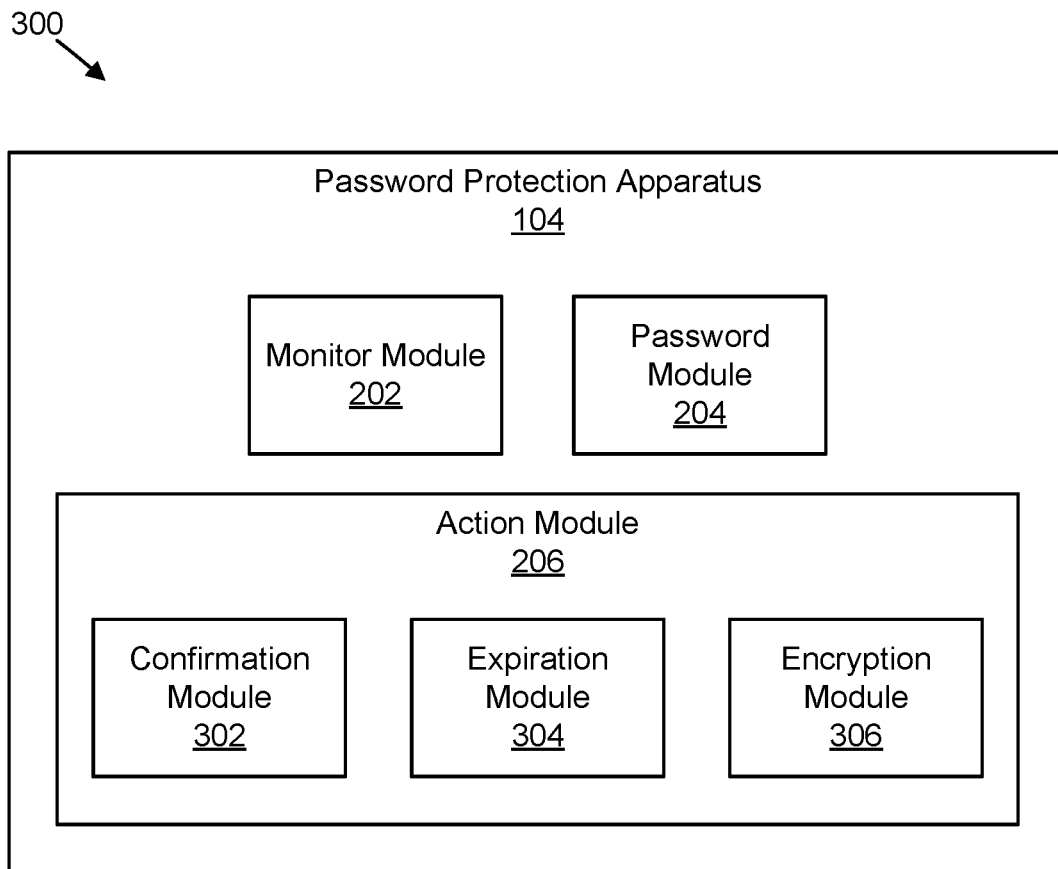 300
Password Protection Apparatus
104
Monitor Module
202
Password
Module
204
Action Module
206
Confirmation
Module
302
Expiration
Module
304
Encryption
Module
306